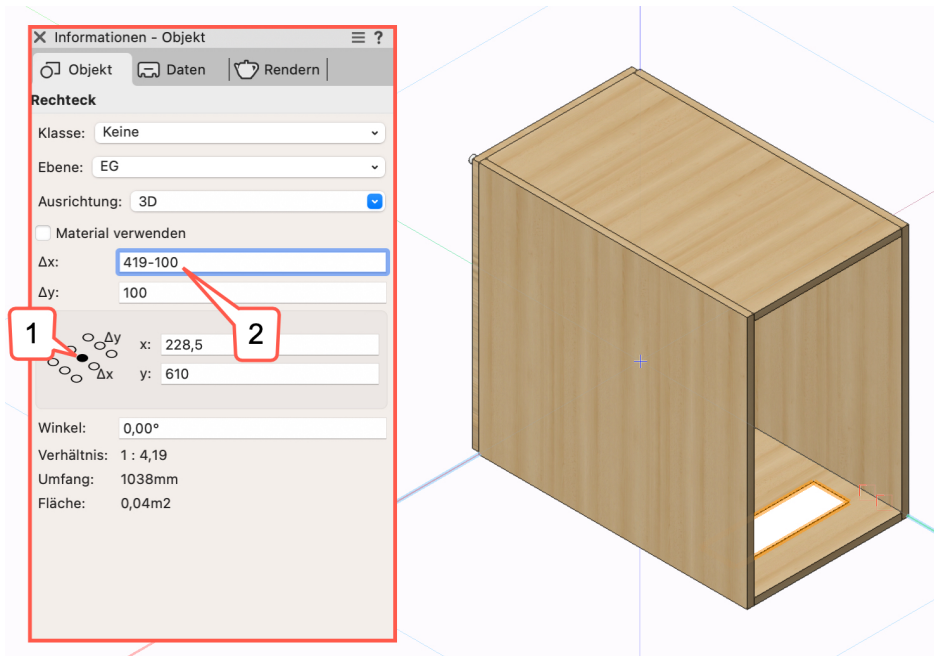 Informationen - Objekt ?
Objekt Daten Rendern
Rechteck
Klasse: Keine
Ebene: EG
Ausrichtung: 3D
Material verwenden
Δx: 419-100
Δy: 100
1
2
Δy x: 228,5
Δx y: 610
Winkel: 0,00°
Verhältnis: 1 : 4,19
Umfang: 1038mm
Fläche: 0,04m2